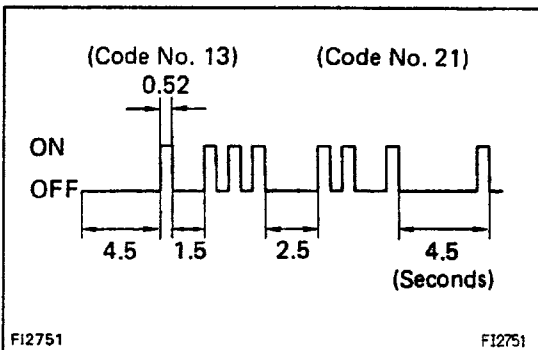 (Code No. 13) (Code No. 21)
0.52
ON
OFF
4.5 1.5 2.5 4.5
(Seconds)
FI2751 FI2751